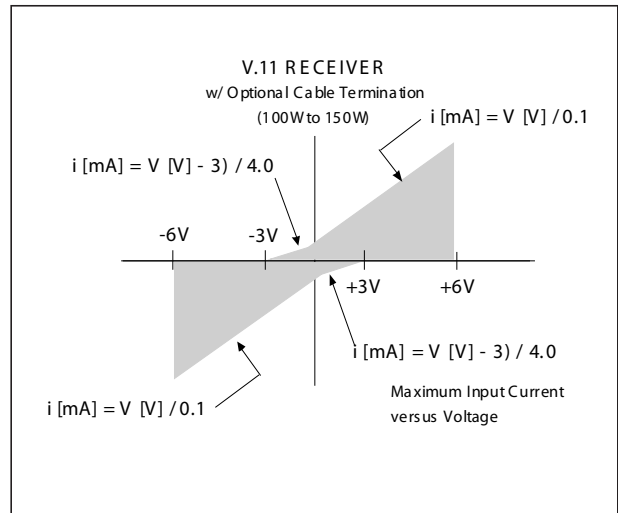 V.11 RECEIVER
w/ Optional Cable Termination
(100W to 150W)
i [mA] = V [V] / 0.1
i [mA] = V [V] - 3) / 4.0
-6V
-3V
+3V
+6V
i [mA] = V [V] - 3) / 4.0
i [mA] = V [V] / 0.1
Maximum Input Current
versus Voltage